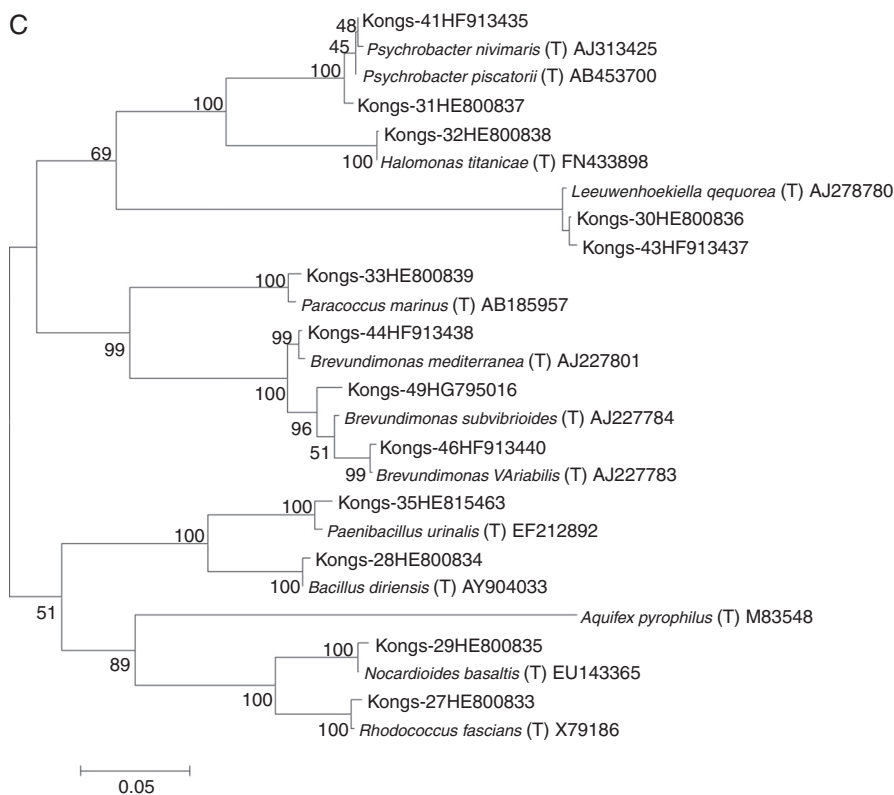 C
48
Kongs-41HF913435
45
Psychrobacter nivimaris (T) AJ313425
100
Psychrobacter piscatorii (T) AB453700
100
Kongs-31HE800837
Kongs-32HE800838
69
100
Halomonas titanicae (T) FN433898
Leeuwenhoekiella qequorea (T) AJ278780
Kongs-30HE800836
Kongs-43HF913437
100
Kongs-33HE800839
Paracoccus marinus (T) AB185957
99
99
Kongs-44HF913438
Brevundimonas mediterranea (T) AJ227801
100
Kongs-49HG795016
96
Brevundimonas subvibrioides (T) AJ227784
51
Kongs-46HF913440
99
Brevundimonas VAriabilis (T) AJ227783
100
Kongs-35HE815463
100
Paenibacillus urinalis (T) EF212892
Kongs-28HE800834
100
Bacillus diriensis (T) AY904033
51
Aquifex pyrophilus (T) M83548
89
100
Kongs-29HE800835
Nocardioides basaltis (T) EU143365
100
Kongs-27HE800833
100
Rhodococcus fascians (T) X79186
0.05